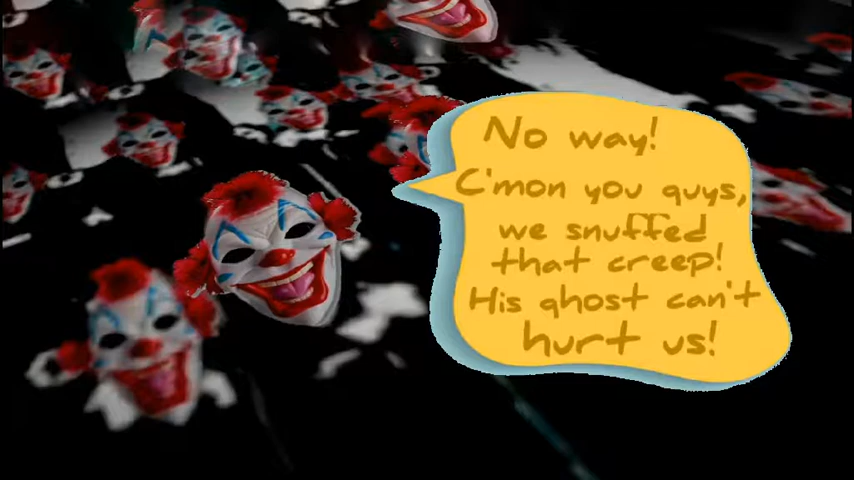 No way!
C'mon you guys,
we snuffed
that creep!
His ghost can't
hurt us!